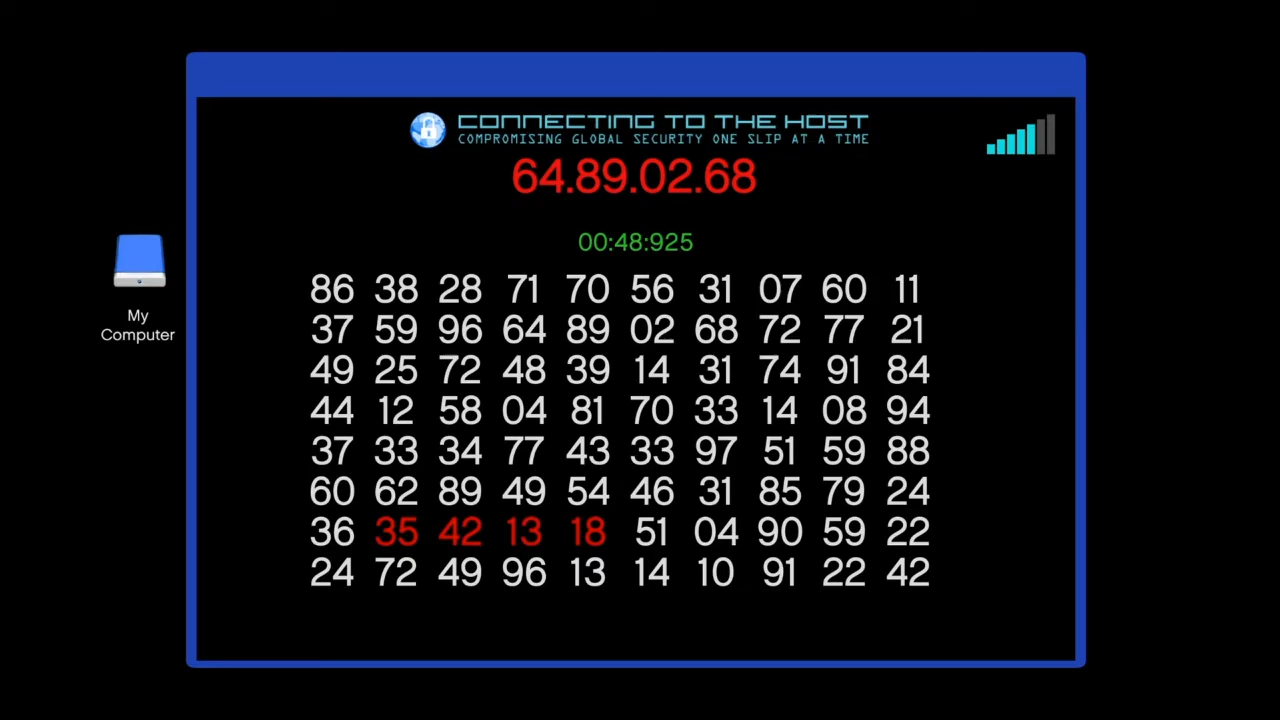 CONNECTING TO THE HOST
COMPROMISING GLOBAL SECURITY ONE SLIP AT A TIME
64.89.02.68
00:48:925
86 38 28 71 70 56 31 07 60 11
37 59 96 64 89 02 68 72 77 21
49 25 72 48 39 14 31 74 91 84
44 12 58 04 81 70 33 14 08 94
37 33 34 77 43 33 97 51 59 88
60 62 89 49 54 46 31 85 79 24
36 35 42 13 18 51 04 90 59 22
24 72 49 96 13 14 10 91 22 42
My
Computer